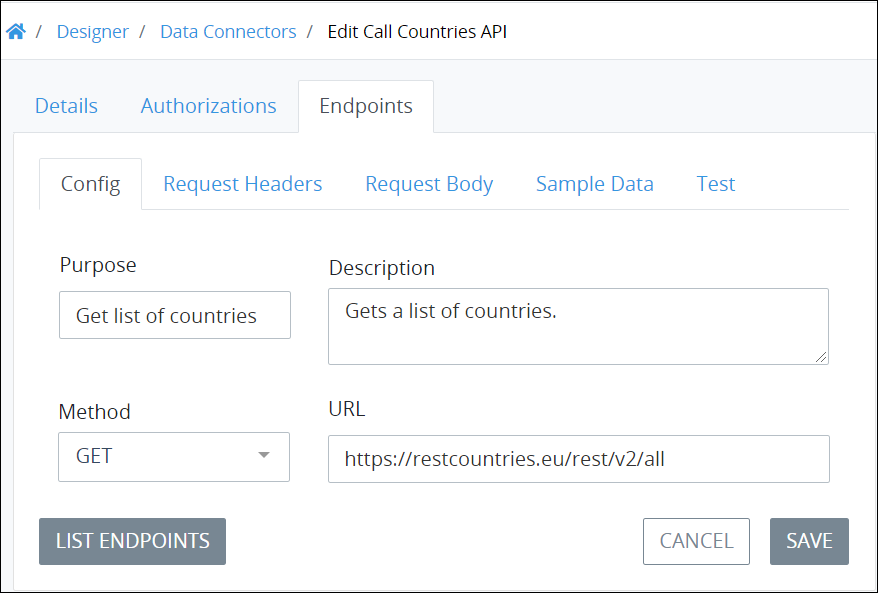 / Designer / Data Connectors / Edit Call Countries API
Details Authorizations Endpoints
Config Request Headers Request Body Sample Data Test
Purpose
Get list of countries
Description
Gets a list of countries.
Method
GET
URL
https://restcountries.eu/rest/v2/all
LIST ENDPOINTS CANCEL SAVE